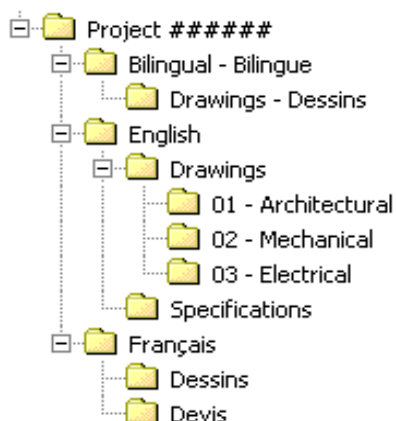 Project ######
Bilingual - Bilingue
Drawings - Dessins
English
Drawings
01 - Architectural
02 - Mechanical
03 - Electrical
Specifications
Français
Dessins
Devis